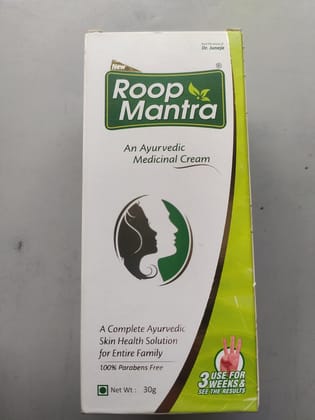 Dr. Juneja
New
Roop
Mantra
®
An Ayurvedic
Medicinal Cream
A Complete Ayurvedic
Skin Health Solution
for Entire Family
100% Parabens Free
Net Wt : 30g
3 USE FOR
WEEKS &
SEE THE RESULTS